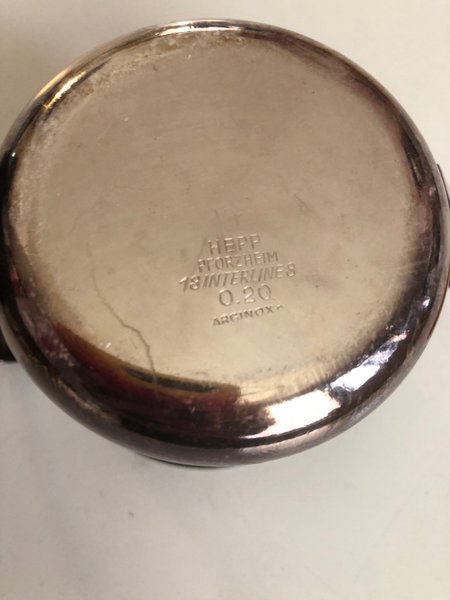 HEPP
PFORZHEIM
18 INTERLINE 8
0.20
ARGINOX